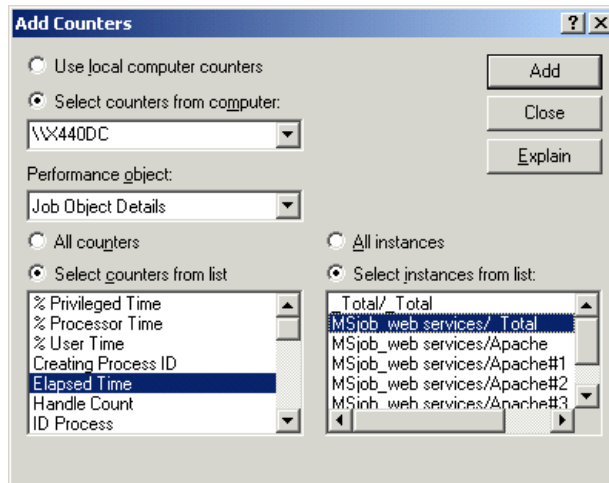 Add Counters
Use local computer counters
Select counters from computer:
\\X440DC
Add
Close
Explain
Performance object:
Job Object Details
All counters
Select counters from list
% Privileged Time
% Processor Time
% User Time
Creating Process ID
Elapsed Time
Handle Count
ID Process
All instances
Select instances from list:
_Total/_Total
MSjob_web services/_Total
MSjob_web services/Apache
MSjob_web services/Apache#1
MSjob_web services/Apache#2
MSjob_web services/Apache#3